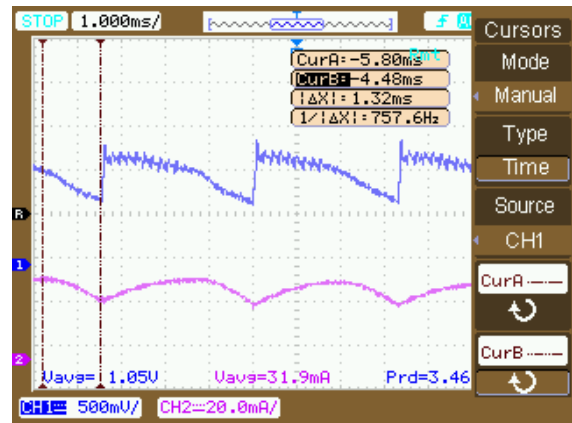 STOP 1.000ms/
Cursors
Mode
Manual
Type
Time
Source
CH1
CurA
CurB
CurA=-5.80ms
CurB=-4.48ms
|ΔX|=1.32ms
1/|ΔX|=757.6Hz
R
1
2
Vavg= 1.05V Vavg=31.9mA Prd=3.46
CH1 500mV/ CH2 20.0mA/